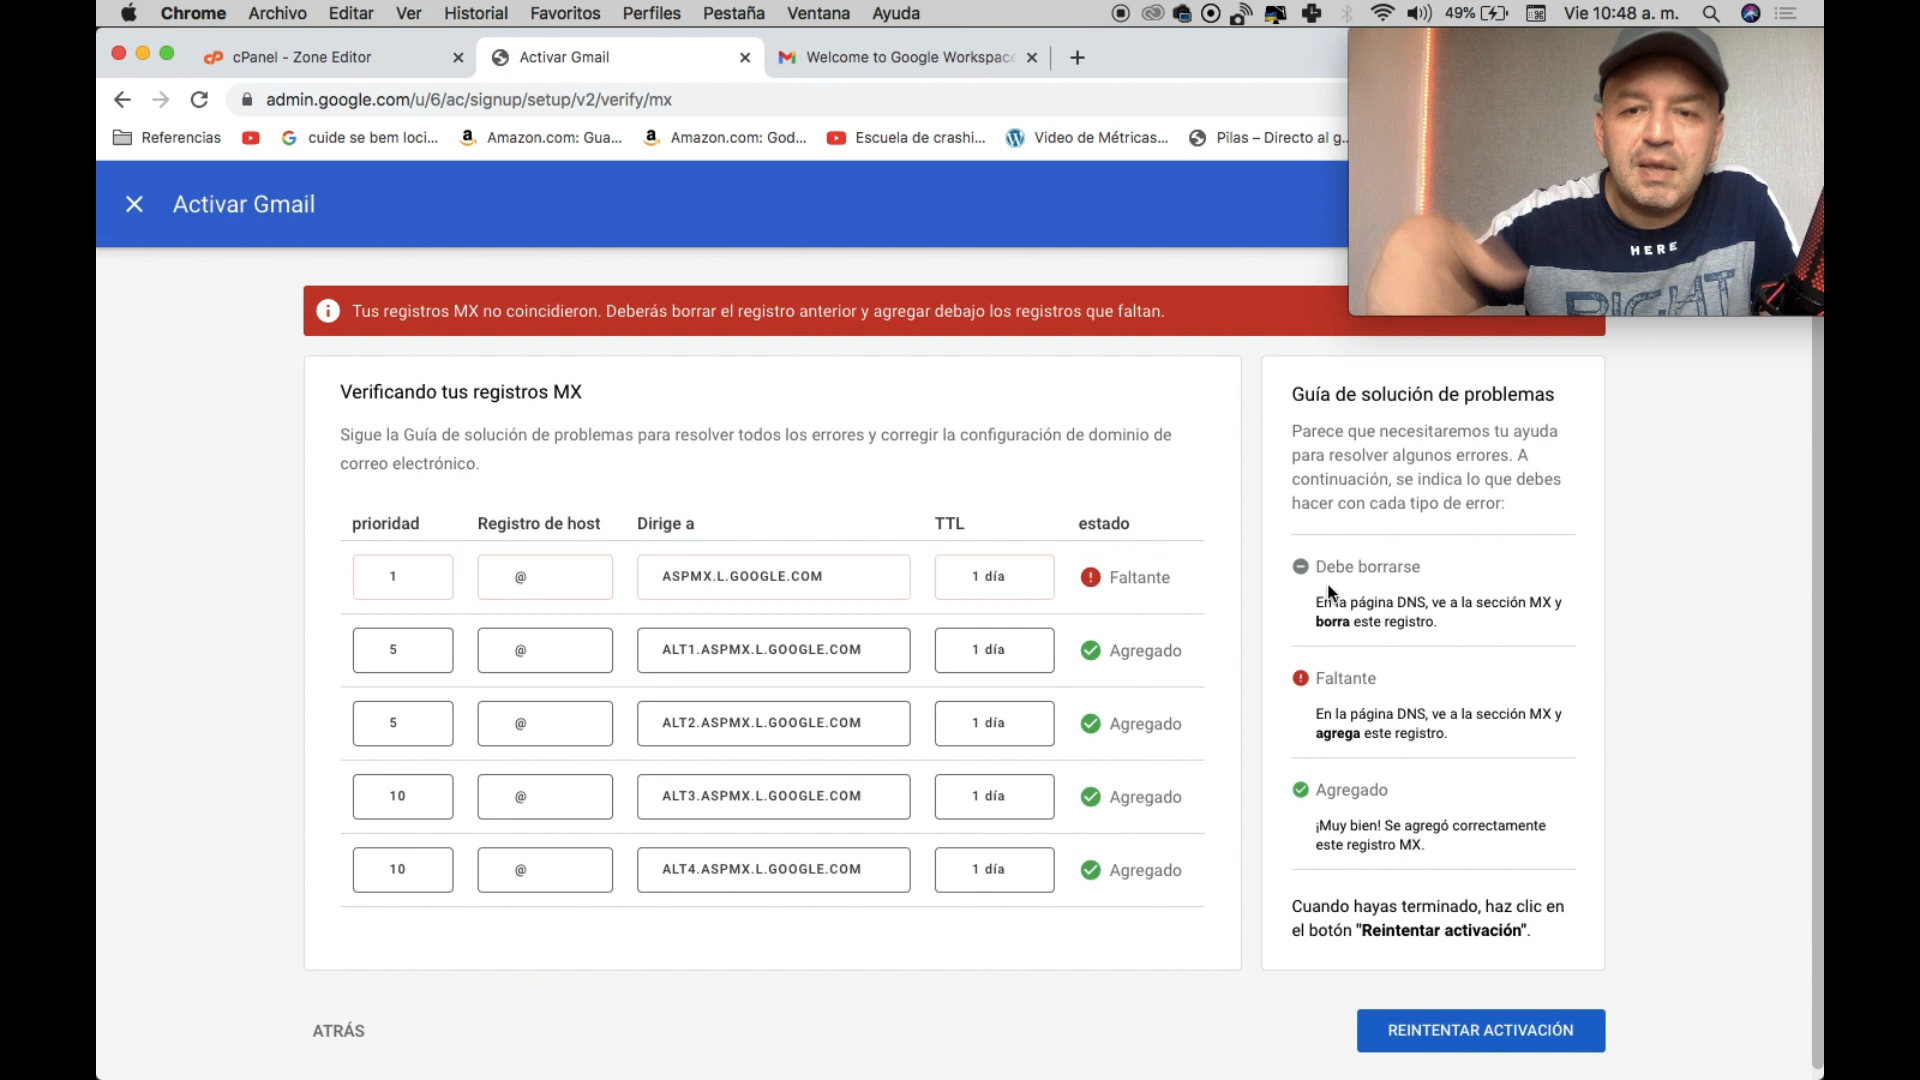 Chrome Archivo Editar Ver Historial Favoritos Perfiles Pestaña Ventana Ayuda 49% Vie 10:48 a. m.
cPanel - Zone Editor Activar Gmail Welcome to Google Workspace
admin.google.com/u/6/ac/signup/setup/v2/verify/mx
Referencias cuide se bem loci... Amazon.com: Gua... Amazon.com: God... Escuela de crashi... Video de Métricas... Pilas – Directo al g...
Activar Gmail
HERE
RIGHT
Tus registros MX no coincidieron. Deberás borrar el registro anterior y agregar debajo los registros que faltan.
Verificando tus registros MX
Sigue la Guía de solución de problemas para resolver todos los errores y corregir la configuración de dominio de
correo electrónico.
prioridad Registro de host Dirige a TTL estado
1 @ ASPMX.L.GOOGLE.COM 1 día Faltante
5 @ ALT1.ASPMX.L.GOOGLE.COM 1 día Agregado
5 @ ALT2.ASPMX.L.GOOGLE.COM 1 día Agregado
10 @ ALT3.ASPMX.L.GOOGLE.COM 1 día Agregado
10 @ ALT4.ASPMX.L.GOOGLE.COM 1 día Agregado
Guía de solución de problemas
Parece que necesitaremos tu ayuda
para resolver algunos errores. A
continuación, se indica lo que debes
hacer con cada tipo de error:
Debe borrarse
En la página DNS, ve a la sección MX y
borra este registro.
Faltante
En la página DNS, ve a la sección MX y
agrega este registro.
Agregado
¡Muy bien! Se agregó correctamente
este registro MX.
Cuando hayas terminado, haz clic en
el botón "Reintentar activación".
ATRÁS
REINTENTAR ACTIVACIÓN